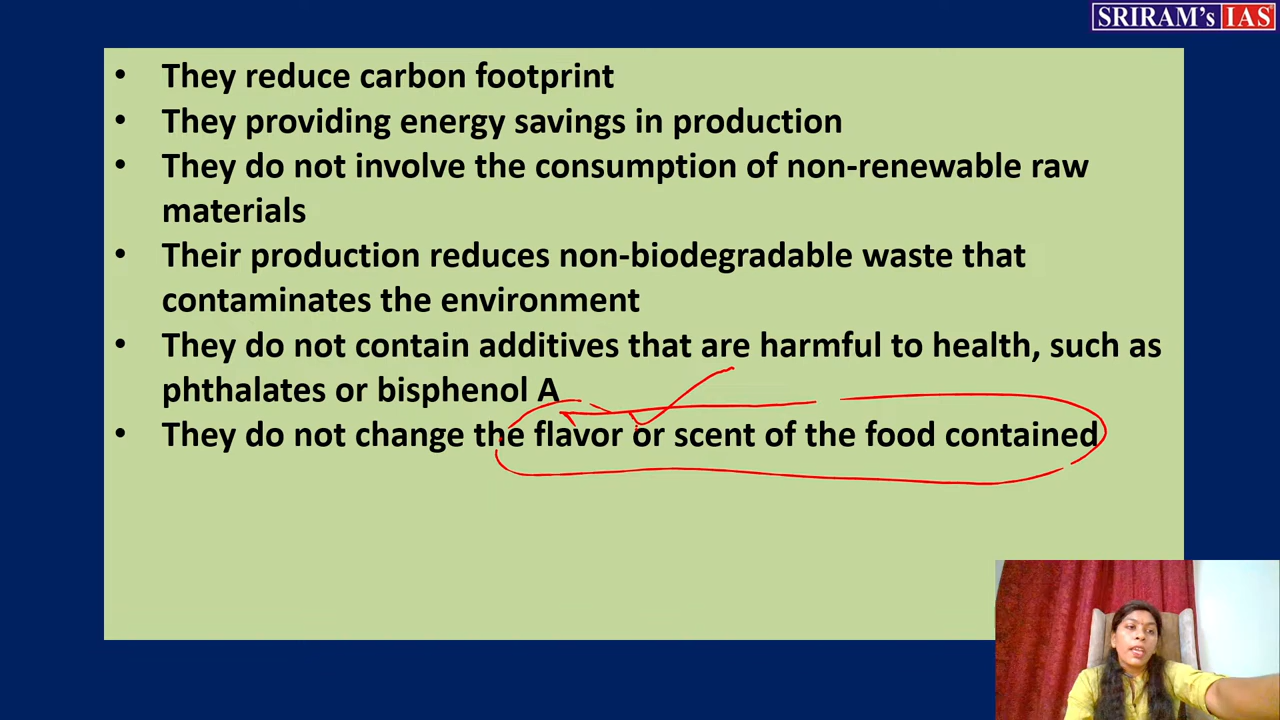 SRIRAM's IAS
• They reduce carbon footprint
• They providing energy savings in production
• They do not involve the consumption of non-renewable raw
materials
• Their production reduces non-biodegradable waste that
contaminates the environment
• They do not contain additives that are harmful to health, such as
phthalates or bisphenol A
• They do not change the flavor or scent of the food contained